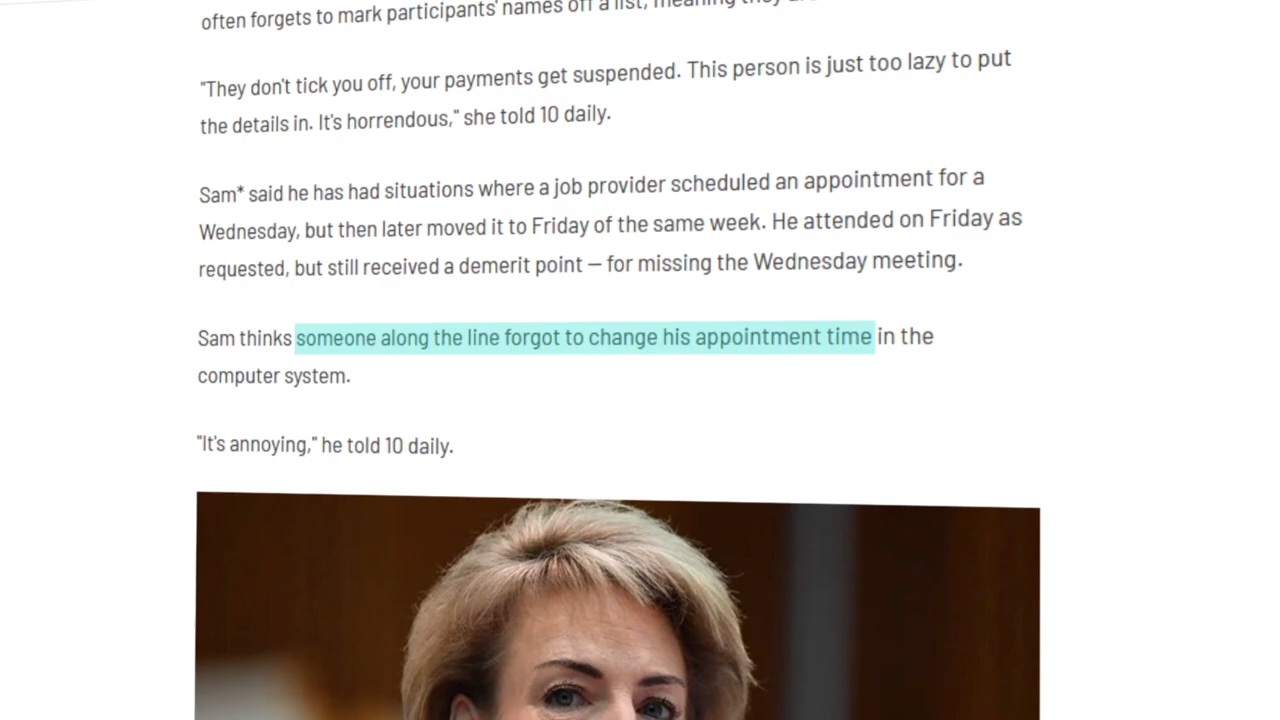 often forgets to mark participants' names off a list, meaning they
"They don't tick you off, your payments get suspended. This person is just too lazy to put
the details in. It's horrendous," she told 10 daily.
Sam* said he has had situations where a job provider scheduled an appointment for a
Wednesday, but then later moved it to Friday of the same week. He attended on Friday as
requested, but still received a demerit point – for missing the Wednesday meeting.
Sam thinks someone along the line forgot to change his appointment time in the
computer system.
"It's annoying," he told 10 daily.